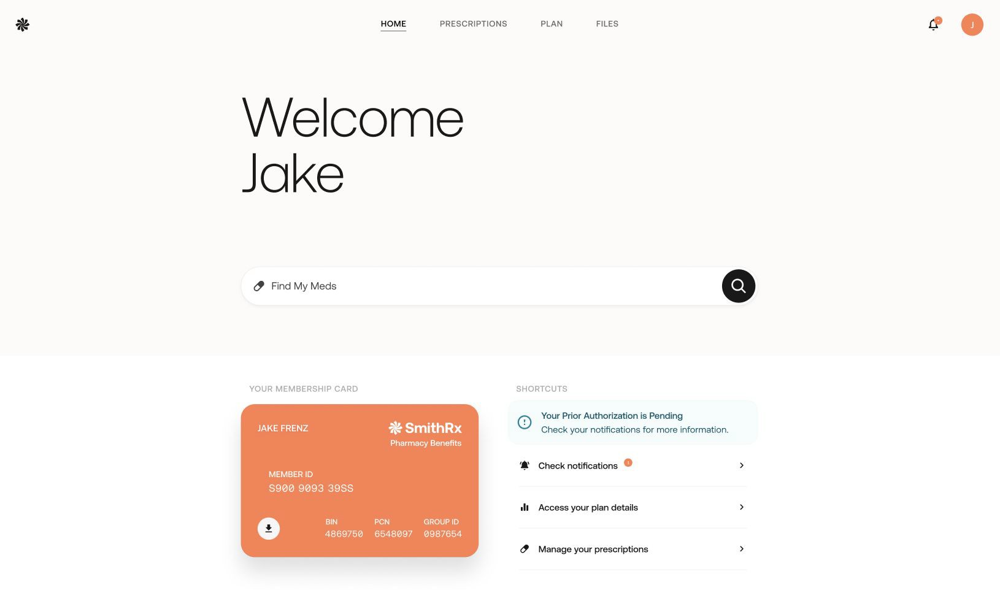 HOME
PRESCRIPTIONS
PLAN
FILES
J
Welcome
Jake
Find My Meds
YOUR MEMBERSHIP CARD
JAKE FRENZ
SmithRx
Pharmacy Benefits
MEMBER ID
S900 9093 39SS
BIN
PCN
GROUP ID
4869750
6548097
0987654
SHORTCUTS
Your Prior Authorization is Pending
Check your notifications for more information.
Check notifications
Access your plan details
Manage your prescriptions